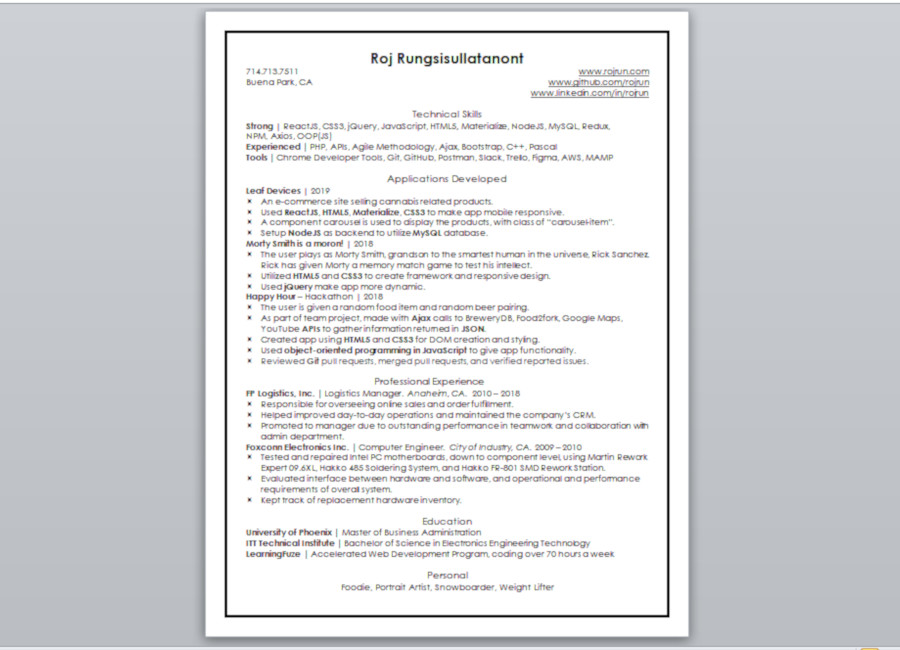 Roj Rungsisullatanont
714.713.7511
www.rojrun.com
Buena Park, CA
www.github.com/rojrun
www.linkedin.com/in/rojrun
Technical Skills
Strong | ReactJS, CSS3, jQuery, JavaScript, HTML5, Materialize, NodeJS, MySQL, Redux,
NPM, Axios, OOP(JS)
Experienced | PHP, APIs, Agile Methodology, Ajax, Bootstrap, C++, Pascal
Tools | Chrome Developer Tools, Git, GitHub, Postman, Slack, Trello, Figma, AWS, MAMP
Applications Developed
Leaf Devices | 2019
× An e-commerce site selling cannabis related products.
× Used ReactJS, HTML5, Materialize, CSS3 to make app mobile responsive.
× A component carousel is used to display the products, with class of “carousel-item”.
× Setup NodeJS as backend to utilize MySQL database.
Morty Smith is a moron! | 2018
× The user plays as Morty Smith, grandson to the smartest human in the universe, Rick Sanchez.
Rick has given Morty a memory match game to test his intellect.
× Utilized HTML5 and CSS3 to create framework and responsive design.
× Used jQuery make app more dynamic.
Happy Hour – Hackathon | 2018
× The user is given a random food item and random beer pairing.
× As part of team project, made with Ajax calls to BreweryDB, Food2fork, Google Maps,
YouTube APIs to gather information returned in JSON.
× Created app using HTML5 and CSS3 for DOM creation and styling.
× Used object-oriented programming in JavaScript to give app functionality.
× Reviewed Git pull requests, merged pull requests, and verified reported issues.
Professional Experience
FP Logistics, Inc. | Logistics Manager. Anaheim, CA. 2010 – 2018
× Responsible for overseeing online sales and order fulfillment.
× Helped improved day-to-day operations and maintained the company’s CRM.
× Promoted to manager due to outstanding performance in teamwork and collaboration with
admin department.
Foxconn Electronics Inc. | Computer Engineer. City of Industry, CA. 2009 – 2010
× Tested and repaired Intel PC motherboards, down to component level, using Martin Rework
Expert 09.6XL, Hakko 485 Soldering System, and Hakko FR-801 SMD Rework Station.
× Evaluated interface between hardware and software, and operational and performance
requirements of overall system.
× Kept track of replacement hardware inventory.
Education
University of Phoenix | Master of Business Administration
ITT Technical Institute | Bachelor of Science in Electronics Engineering Technology
LearningFuze | Accelerated Web Development Program, coding over 70 hours a week
Personal
Foodie, Portrait Artist, Snowboarder, Weight Lifter